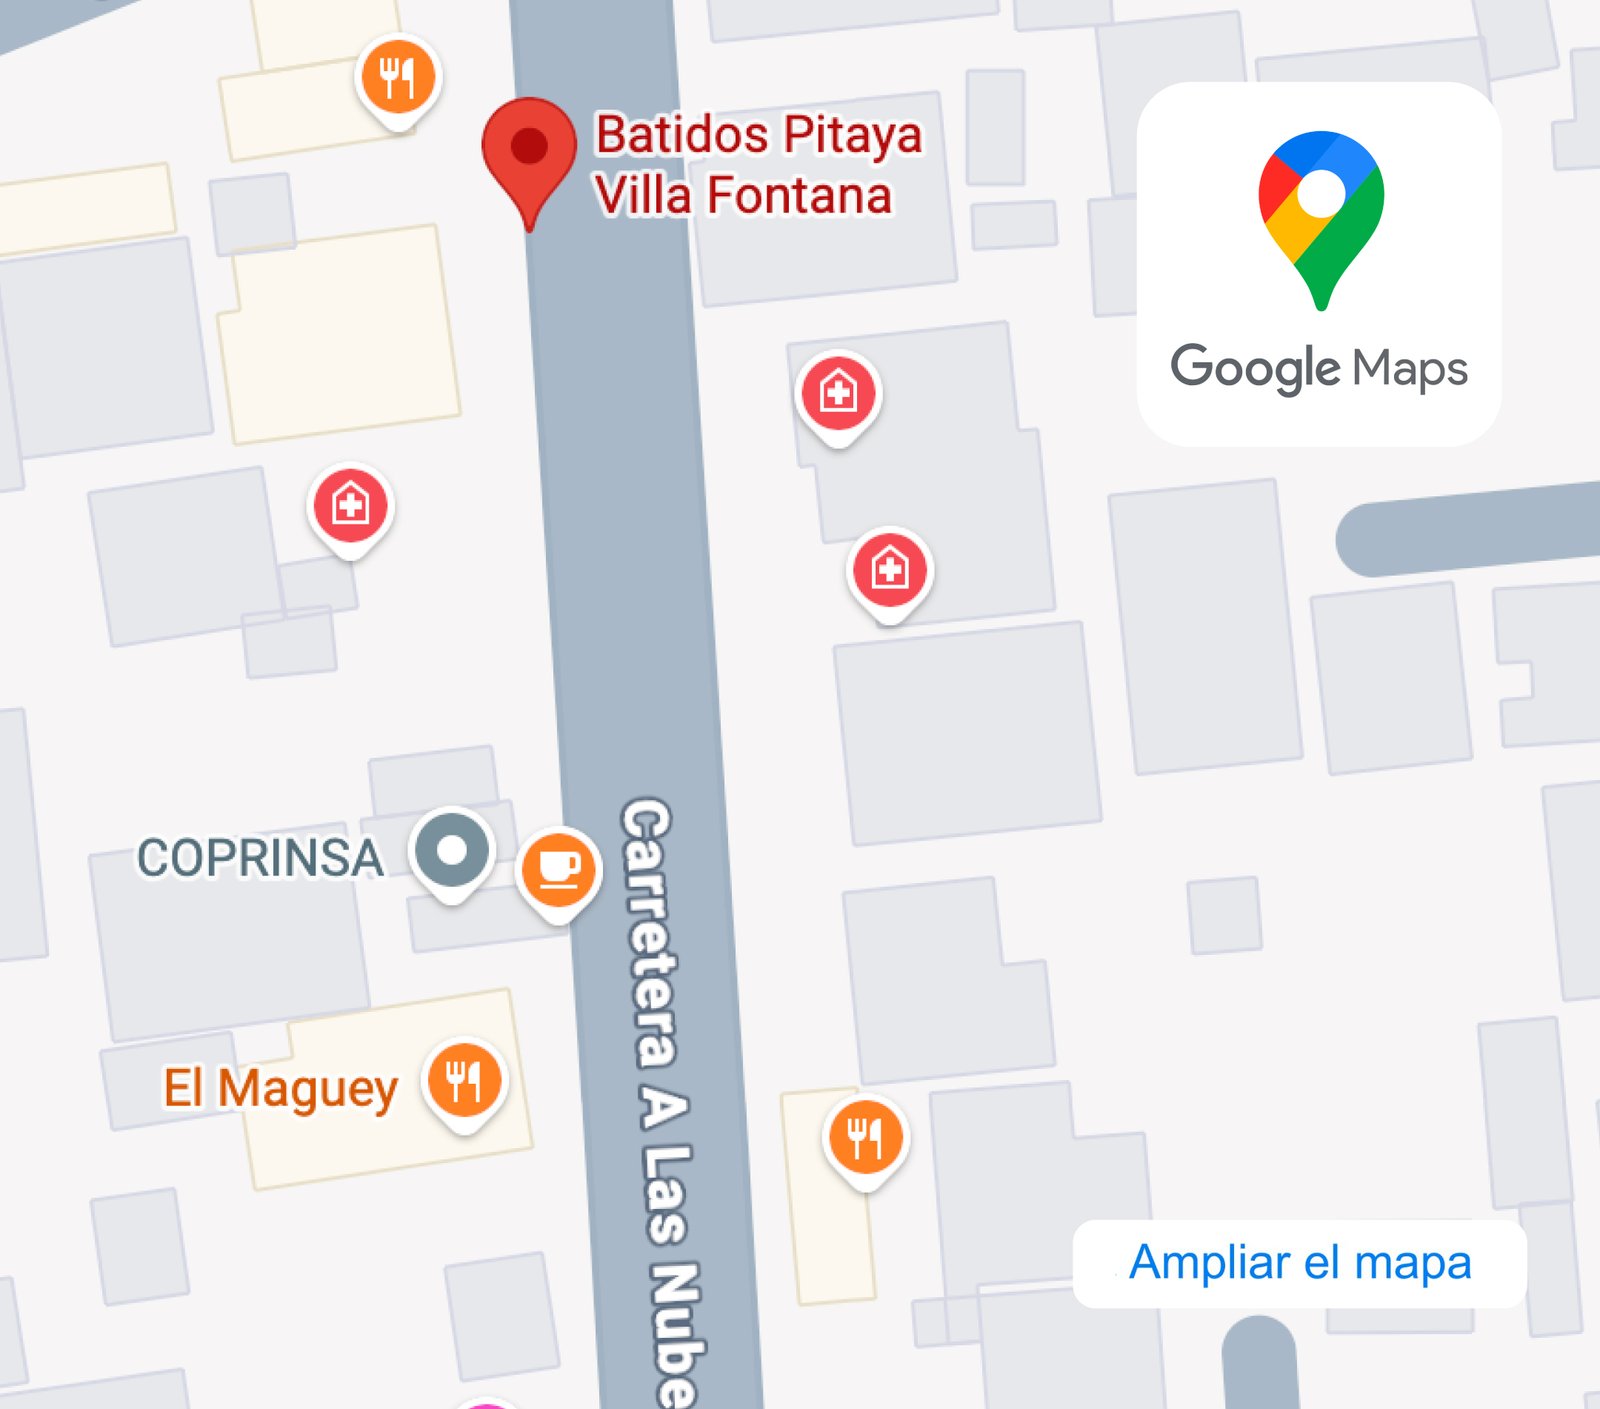 Batidos Pitaya
Villa Fontana
Google Maps
COPRINSA
Carretera A Las Nube
El Maguey
Ampliar el mapa